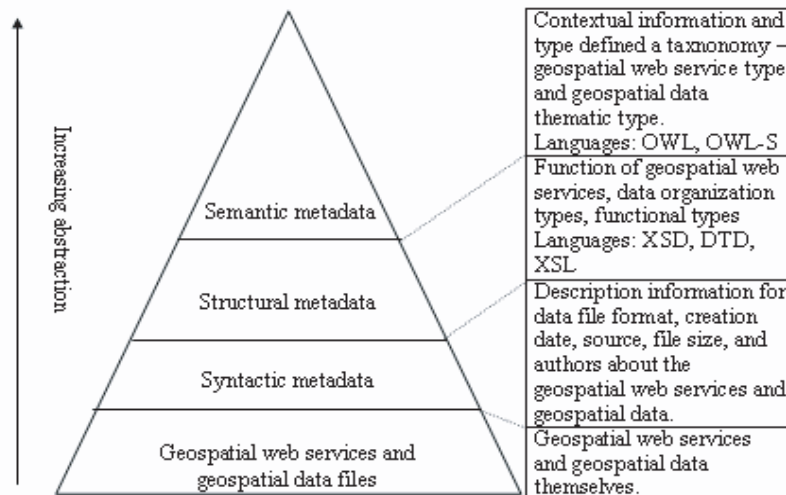 Increasing abstraction
Semantic metadata
Structural metadata
Syntactic metadata
Geospatial web services and
geospatial data files
Contextual information and
type defined a taxnonomy –
geospatial web service type
and geospatial data
thematic type.
Languages: OWL, OWL-S
Function of geospatial web
services, data organization
types, functional types
Languages: XSD, DTD,
XSL
Description information for
data file format, creation
date, source, file size, and
authors about the
geospatial web services and
geospatial data.
Geospatial web services
and geospatial data
themselves.